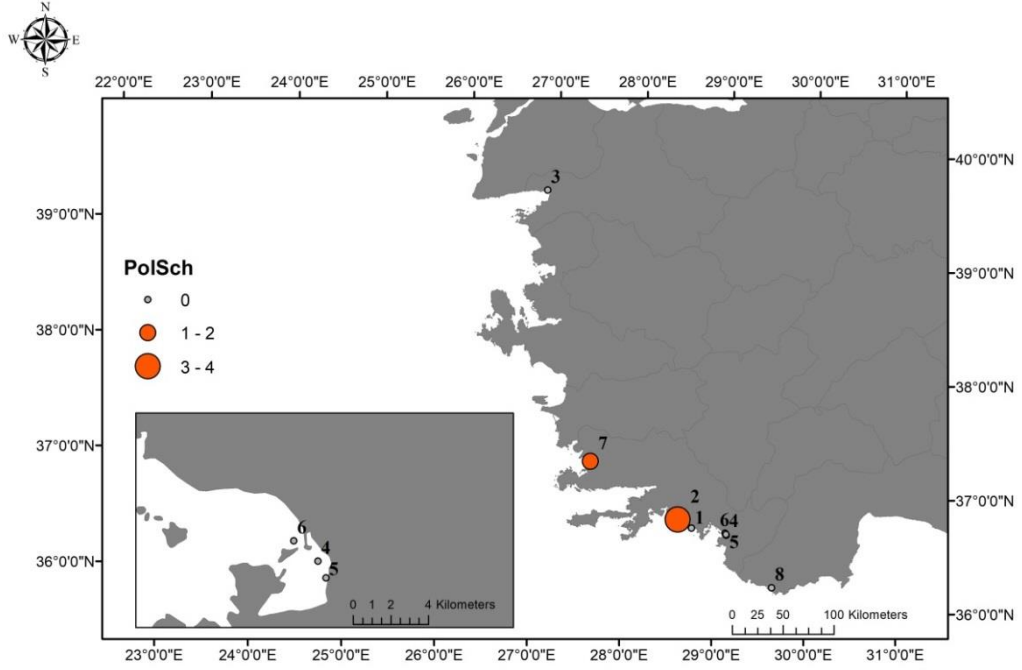 N
W E
S
22°0'0"E 23°0'0"E 24°0'0"E 25°0'0"E 26°0'0"E 27°0'0"E 28°0'0"E 29°0'0"E 30°0'0"E 31°0'0"E
40°0'0"N
3
39°0'0"N
PolSch
39°0'0"N
0
38°0'0"N
1 - 2
3 - 4
38°0'0"N
37°0'0"N
7
2
37°0'0"N
1
64
5
6
4
36°0'0"N
5
8
0 1 2 4 Kilometers
0 25 50 100 Kilometers
36°0'0"N
23°0'0"E 24°0'0"E 25°0'0"E 26°0'0"E 27°0'0"E 28°0'0"E 29°0'0"E 30°0'0"E 31°0'0"E